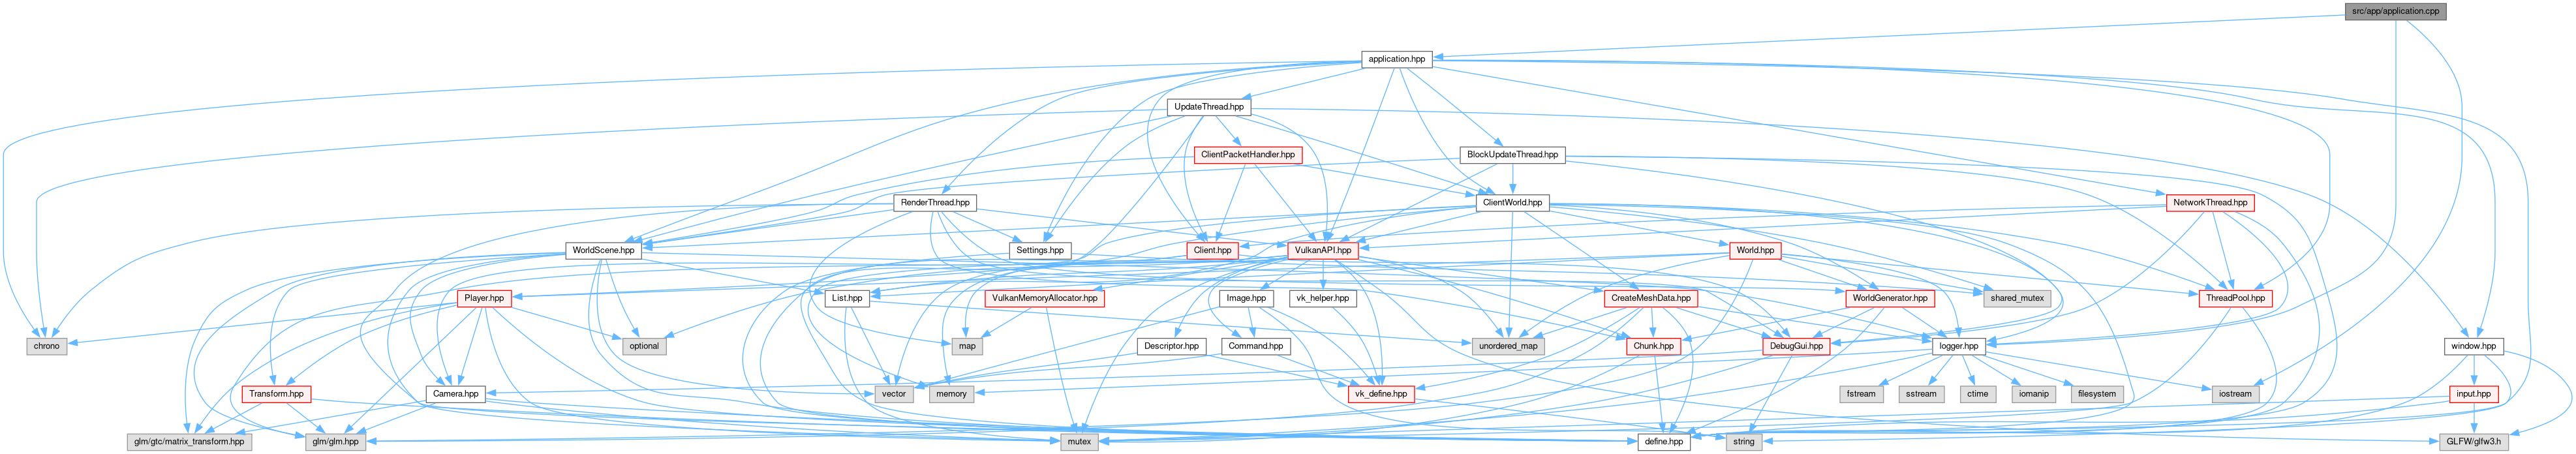 src/app/application.cpp
application.hpp
UpdateThread.hpp
ClientPacketHandler.hpp
BlockUpdateThread.hpp
RenderThread.hpp
ClientWorld.hpp
NetworkThread.hpp
WorldScene.hpp
Settings.hpp
Client.hpp
VulkanAPI.hpp
World.hpp
Player.hpp
List.hpp
VulkanMemoryAllocator.hpp
Image.hpp
vk_helper.hpp
CreateMeshData.hpp
WorldGenerator.hpp
shared_mutex
ThreadPool.hpp
chrono
optional
map
Descriptor.hpp
Command.hpp
unordered_map
Chunk.hpp
DebugGui.hpp
logger.hpp
window.hpp
Transform.hpp
Camera.hpp
vector
memory
vk_define.hpp
fstream
sstream
ctime
iomanip
filesystem
iostream
input.hpp
glm/gtc/matrix_transform.hpp
glm/glm.hpp
mutex
define.hpp
string
GLFW/glfw3.h